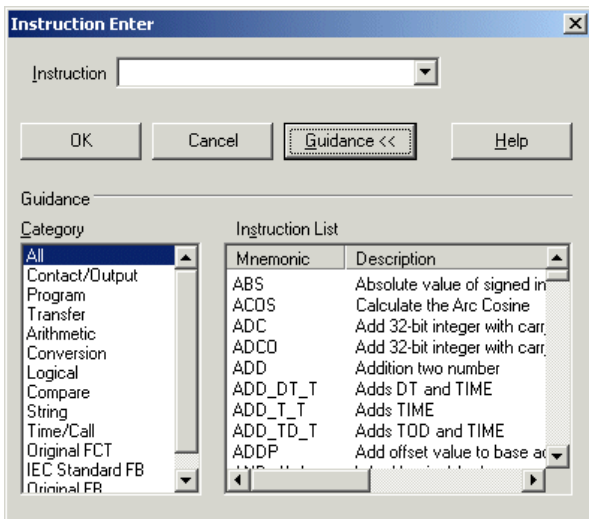 Instruction Enter
Instruction
OK Cancel Guidance << Help
Guidance
Category
All
Contact/Output
Program
Transfer
Arithmetic
Conversion
Logical
Compare
String
Time/Call
Original FCT
IEC Standard FB
Original FB
Instruction List
Mnemonic Description
ABS Absolute value of signed in
ACOS Calculate the Arc Cosine
ADC Add 32-bit integer with carr
ADCO Add 32-bit integer with carr
ADD Addition two number
ADD_DT_T Adds DT and TIME
ADD_T_T Adds TIME
ADD_TD_T Adds TOD and TIME
ADDP Add offset value to base ad